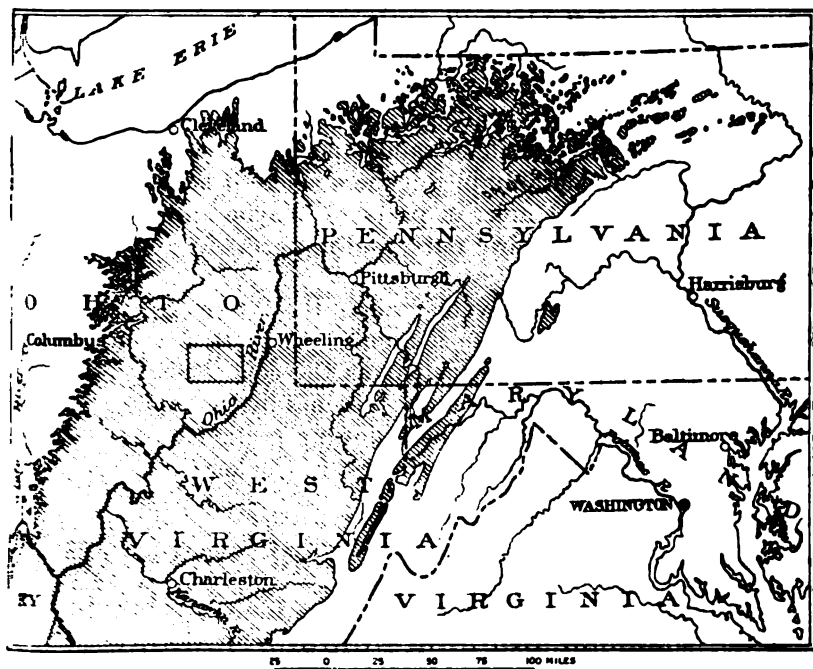 LAKE ERIE
Cleveland
PENNSYLVANIA
Pittsburgh
Harrisburg
OHIO
Columbus
Wheeling
River
Ohio
MARYLAND
Baltimore
WEST
WASHINGTON
VIRGINIA
Charleston
VIRGINIA
25 0 25 50 75 100 MILES